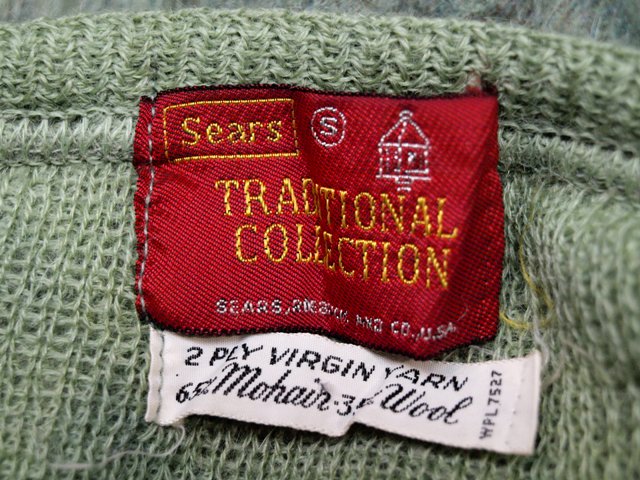 Sears S
TRADITIONAL
COLLECTION
SEARS, ROEBUCK AND CO., U.S.A.
2 PLY VIRGIN YARN
65% Mohair-35% Wool
WPL 7527